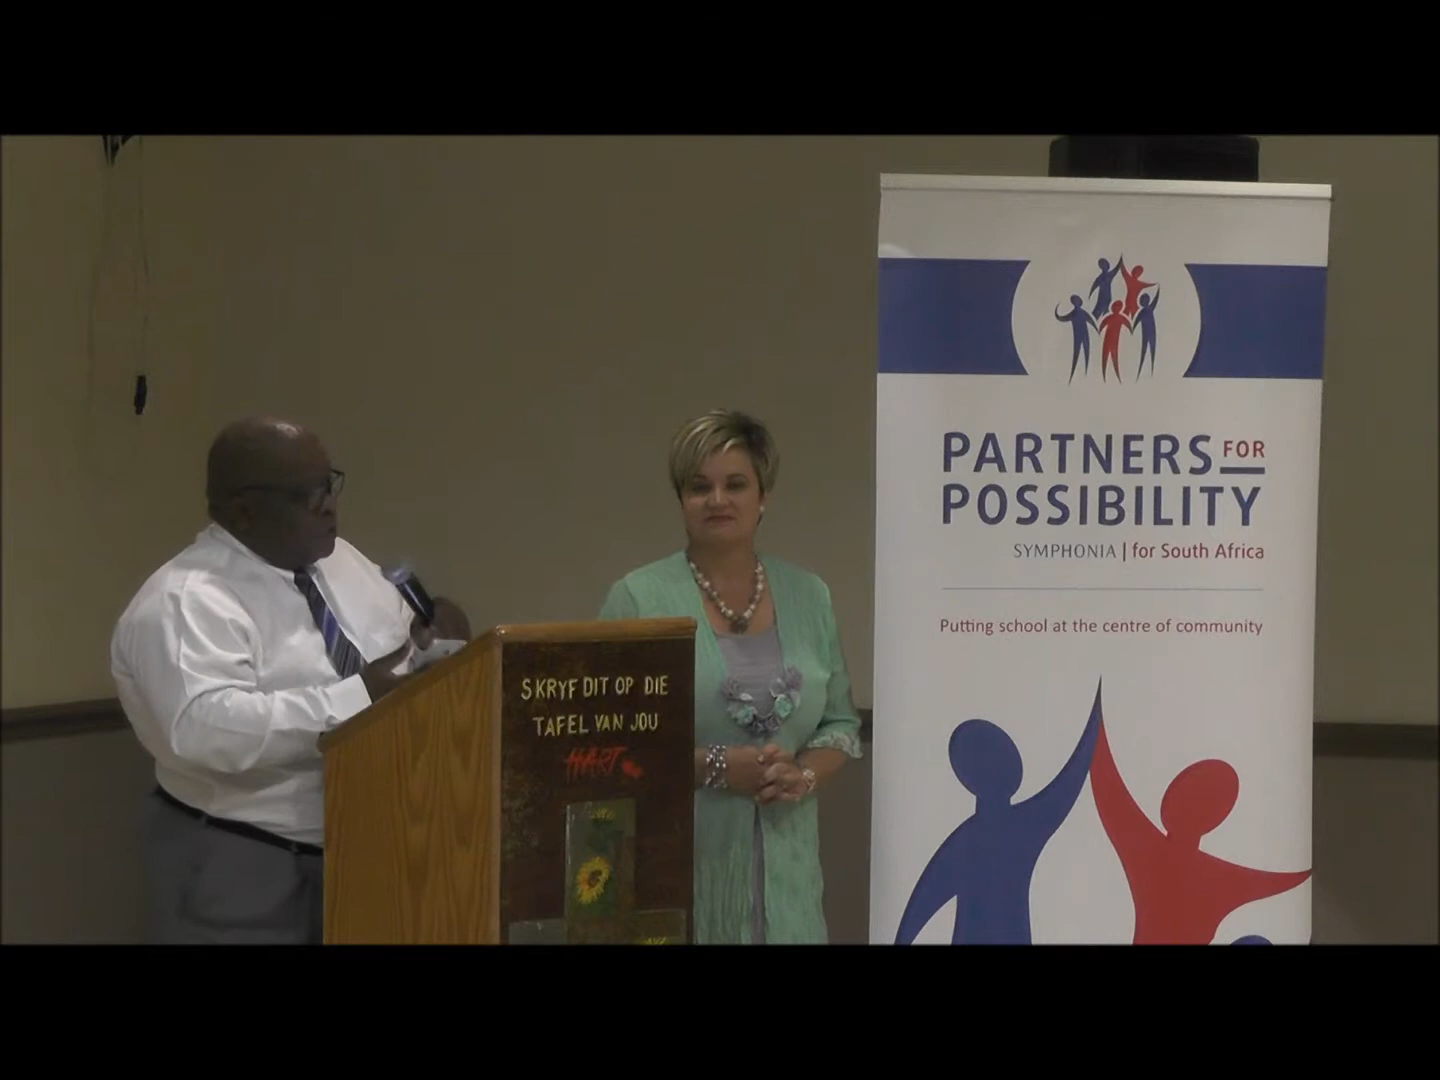 PARTNERS FOR
POSSIBILITY
SYMPHONIA | for South Africa
Putting school at the centre of community
SKRYF DIT OP DIE
TAFEL VAN JOU
HART